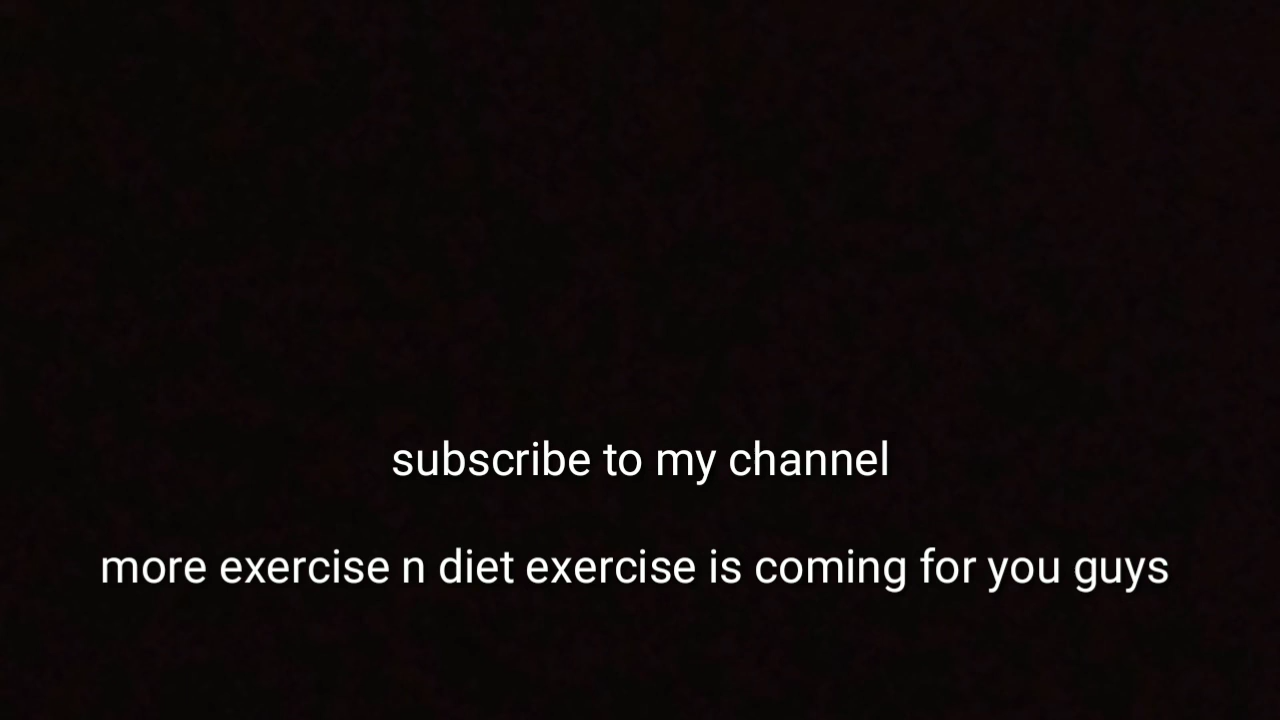 subscribe to my channel
more exercise n diet exercise is coming for you guys